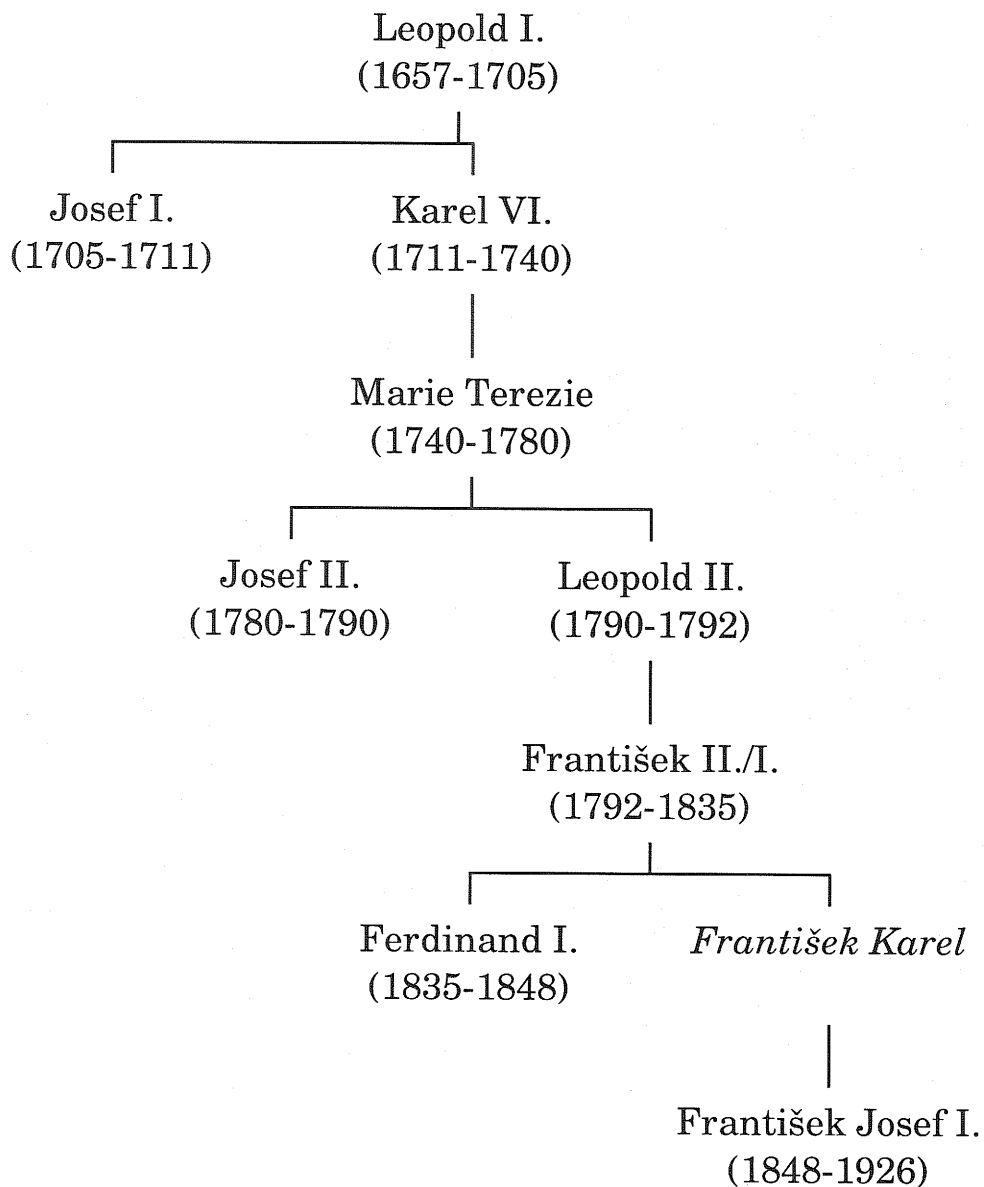 Leopold I.
(1657-1705)
Josef I.
(1705-1711)
Karel VI.
(1711-1740)
Marie Terezie
(1740-1780)
Josef II.
(1780-1790)
Leopold II.
(1790-1792)
František II./I.
(1792-1835)
Ferdinand I.
(1835-1848)
František Karel
František Josef I.
(1848-1926)